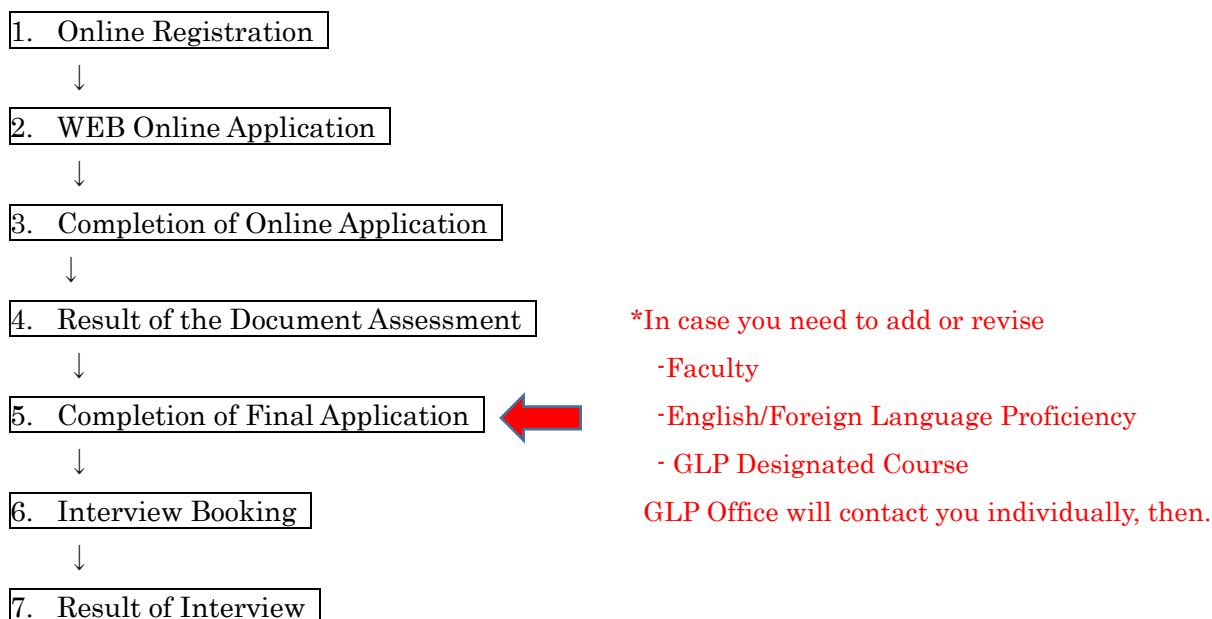 1. Online Registration
↓
2. WEB Online Application
↓
3. Completion of Online Application
↓
4. Result of the Document Assessment
↓
5. Completion of Final Application
↓
6. Interview Booking
↓
7. Result of Interview
*In case you need to add or revise
-Faculty
-English/Foreign Language Proficiency
- GLP Designated Course
GLP Office will contact you individually, then.